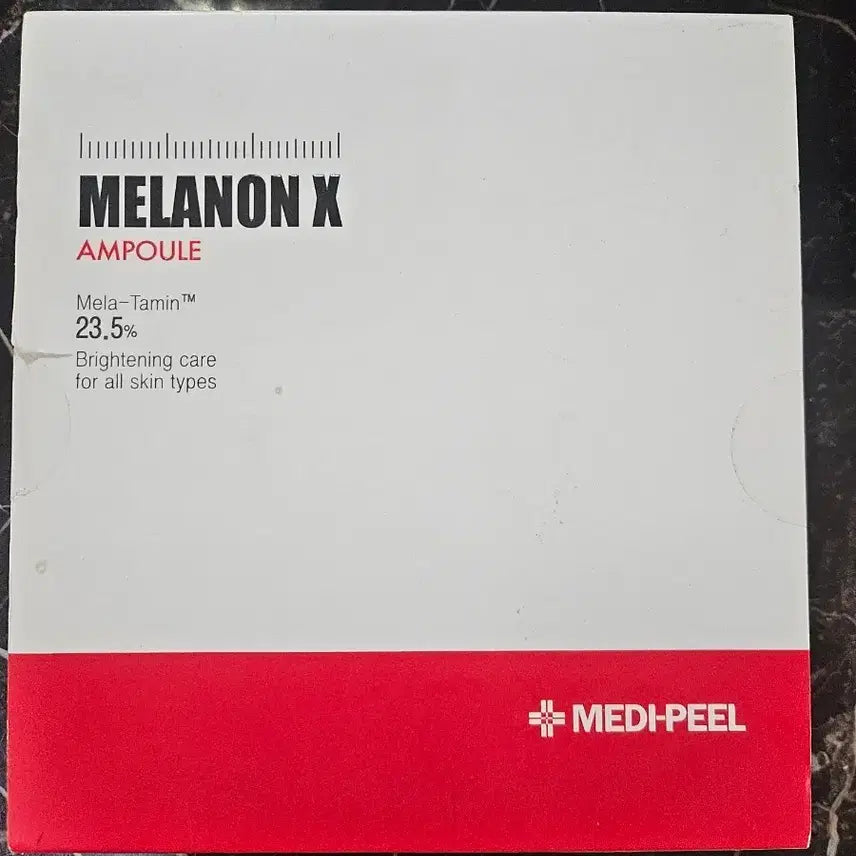 MELANON X
AMPOULE
Mela-Tamin™
23.5%
Brightening care
for all skin types
MEDI-PEEL